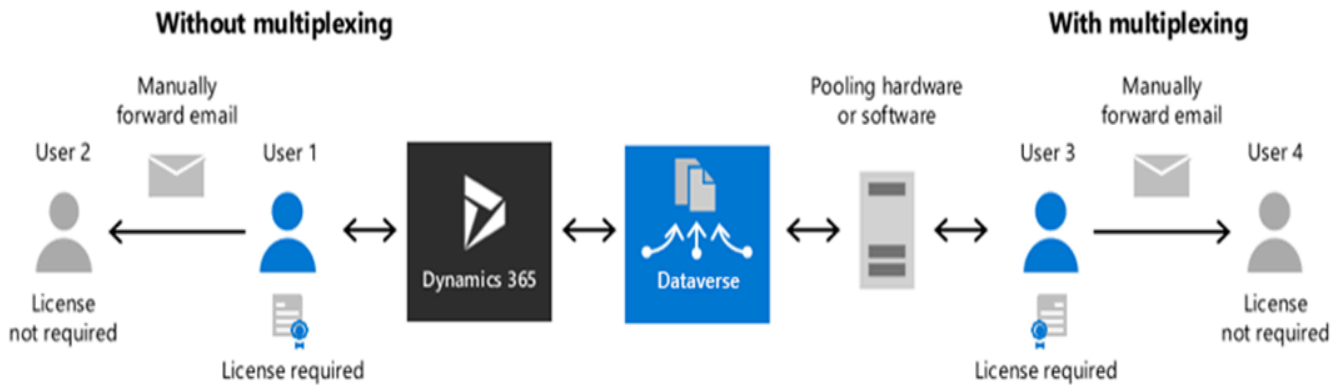 Without multiplexing
With multiplexing
Manually
forward email
Pooling hardware
or software
Manually
forward email
User 2
User 1
User 3
User 4
Dynamics 365
Dataverse
License
not required
License required
License required
License
not required